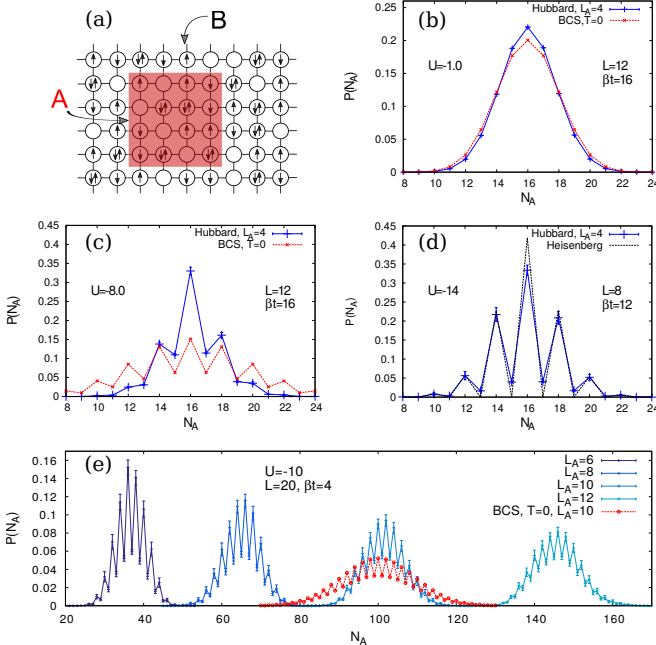 (a)
B
A
(b)
Hubbard, L_A=4
BCS,T=0
U=-1.0
L=12
βt=16
P(N_A)
0.25
0.2
0.15
0.1
0.05
0
8 10 12 14 16 18 20 22 24
N_A
(c)
Hubbard, L_A=4
BCS, T=0
U=-8.0
L=12
βt=16
P(N_A)
0.45
0.4
0.35
0.3
0.25
0.2
0.15
0.1
0.05
0
8 10 12 14 16 18 20 22 24
N_A
(d)
Hubbard, L_A=4
Heisenberg
U=-14
L=8
βt=12
P(N_A)
0.45
0.4
0.35
0.3
0.25
0.2
0.15
0.1
0.05
0
8 10 12 14 16 18 20 22 24
N_A
(e)
U=-10
L=20, βt=4
L_A=6
L_A=8
L_A=10
L_A=12
BCS, T=0, L_A=10
P(N_A)
0.16
0.14
0.12
0.1
0.08
0.06
0.04
0.02
0
20 40 60 80 100 120 140 160
N_A